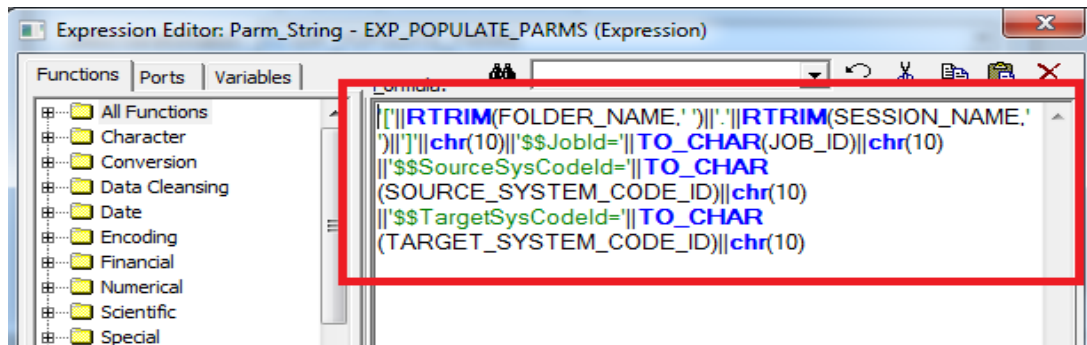 Expression Editor: Parm_String - EXP_POPULATE_PARMS (Expression)
Functions Ports Variables
Formula:
All Functions
Character
Conversion
Data Cleansing
Date
Encoding
Financial
Numerical
Scientific
Special
'['||RTRIM(FOLDER_NAME,' ')||'.'||RTRIM(SESSION_NAME,'
')||']'||chr(10)||'$$JobId='||TO_CHAR(JOB_ID)||chr(10)
||'$$SourceSysCodeId='||TO_CHAR
(SOURCE_SYSTEM_CODE_ID)||chr(10)
||'$$TargetSysCodeId='||TO_CHAR
(TARGET_SYSTEM_CODE_ID)||chr(10)